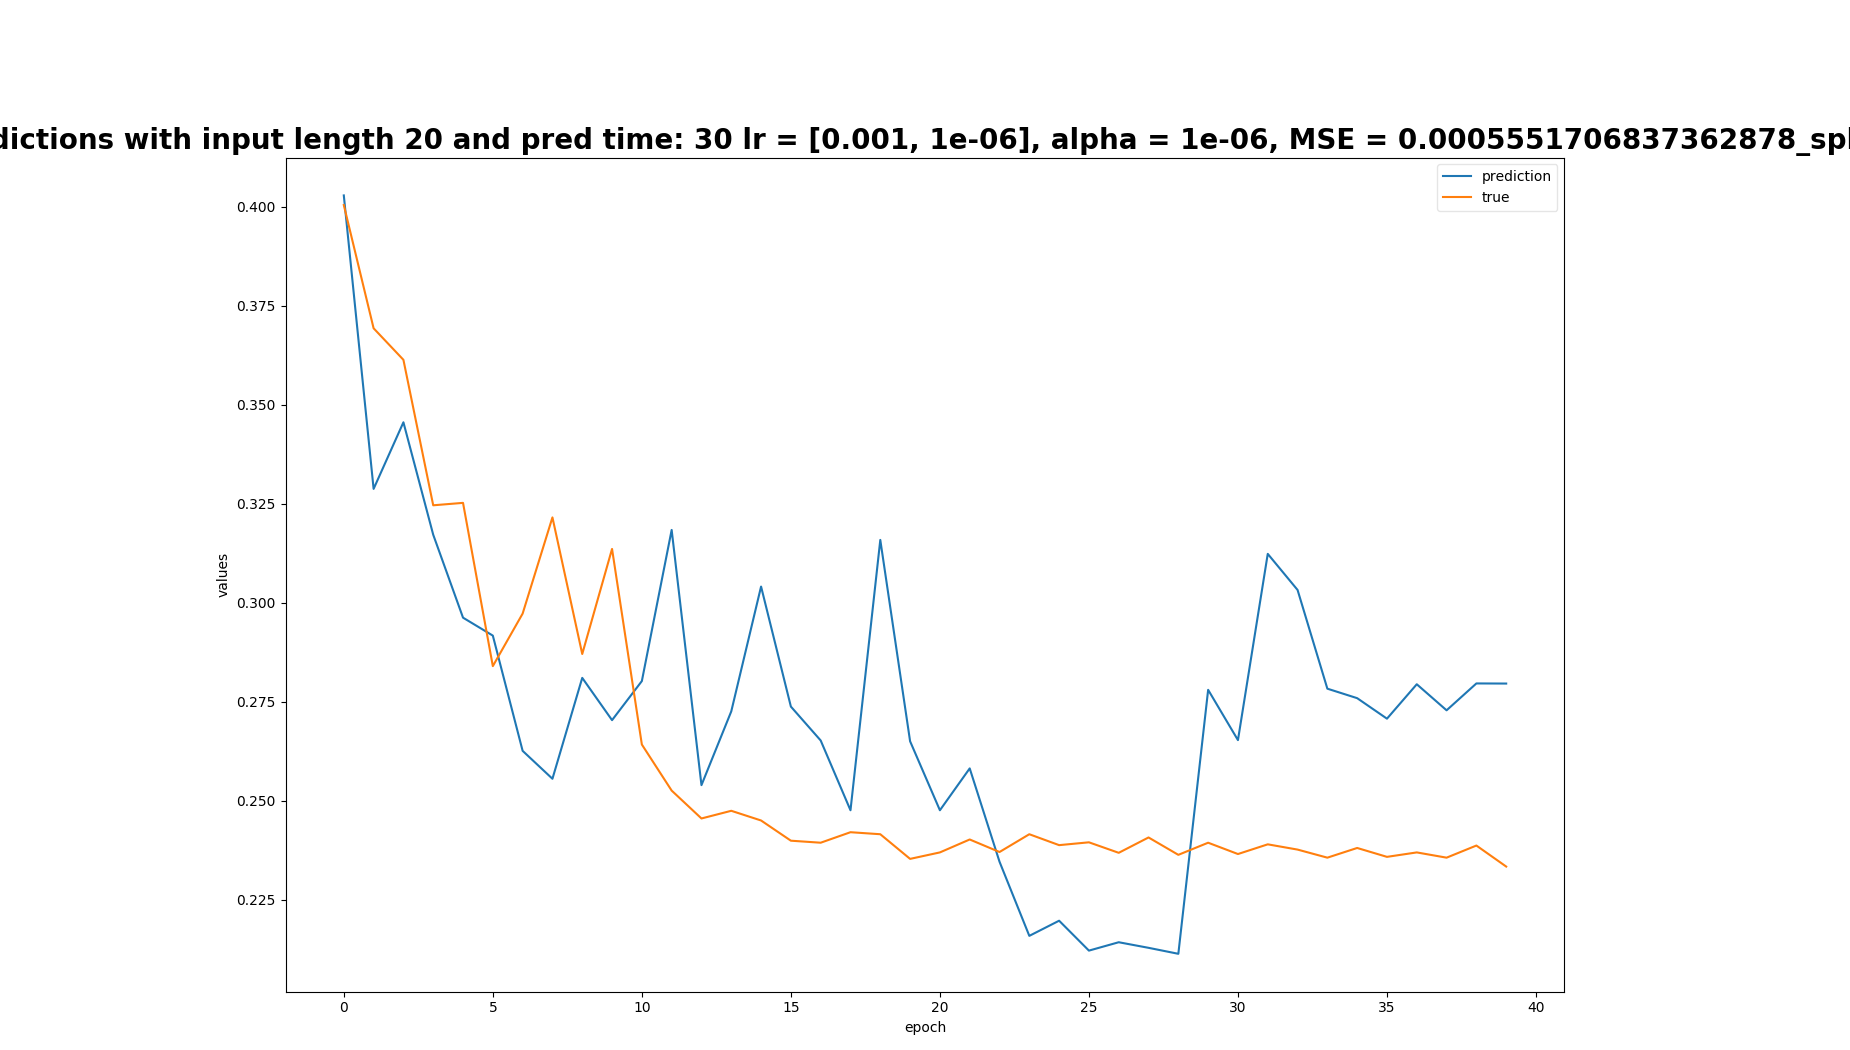 dictions with input length 20 and pred time: 30 lr = [0.001, 1e-06], alpha = 1e-06, MSE = 0.0005551706837362878_spl
prediction
true
0.400
0.375
0.350
0.325
0.300
0.275
0.250
0.225
values
0 5 10 15 20 25 30 35 40
epoch